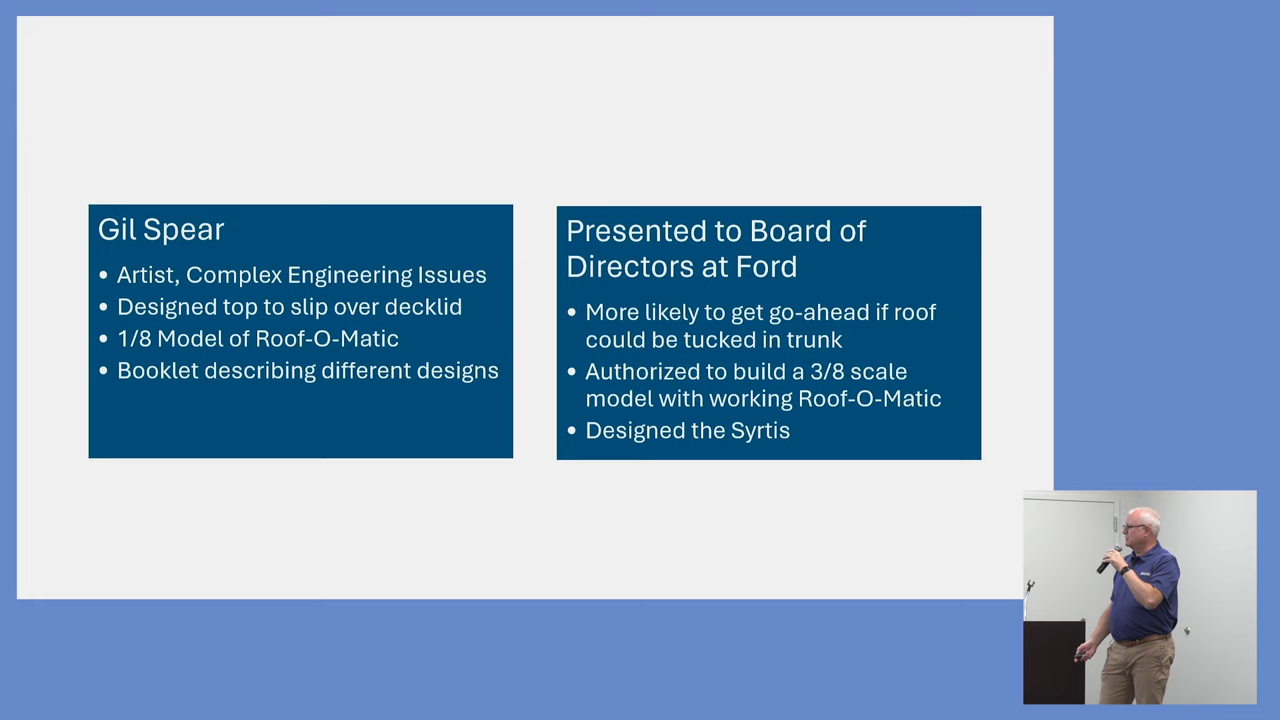 Gil Spear
• Artist, Complex Engineering Issues
• Designed top to slip over decklid
• 1/8 Model of Roof-O-Matic
• Booklet describing different designs
Presented to Board of
Directors at Ford
• More likely to get go-ahead if roof
could be tucked in trunk
• Authorized to build a 3/8 scale
model with working Roof-O-Matic
• Designed the Syrtis